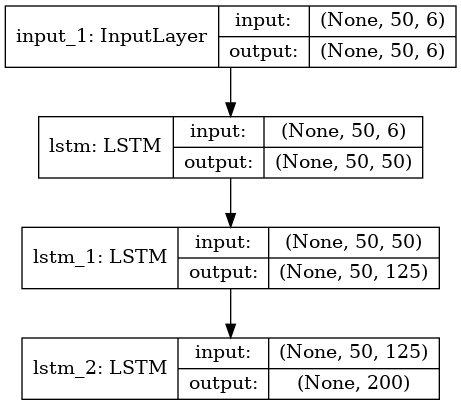 input_1: InputLayer input: (None, 50, 6)
output: (None, 50, 6)
lstm: LSTM input: (None, 50, 6)
output: (None, 50, 50)
lstm_1: LSTM input: (None, 50, 50)
output: (None, 50, 125)
lstm_2: LSTM input: (None, 50, 125)
output: (None, 200)